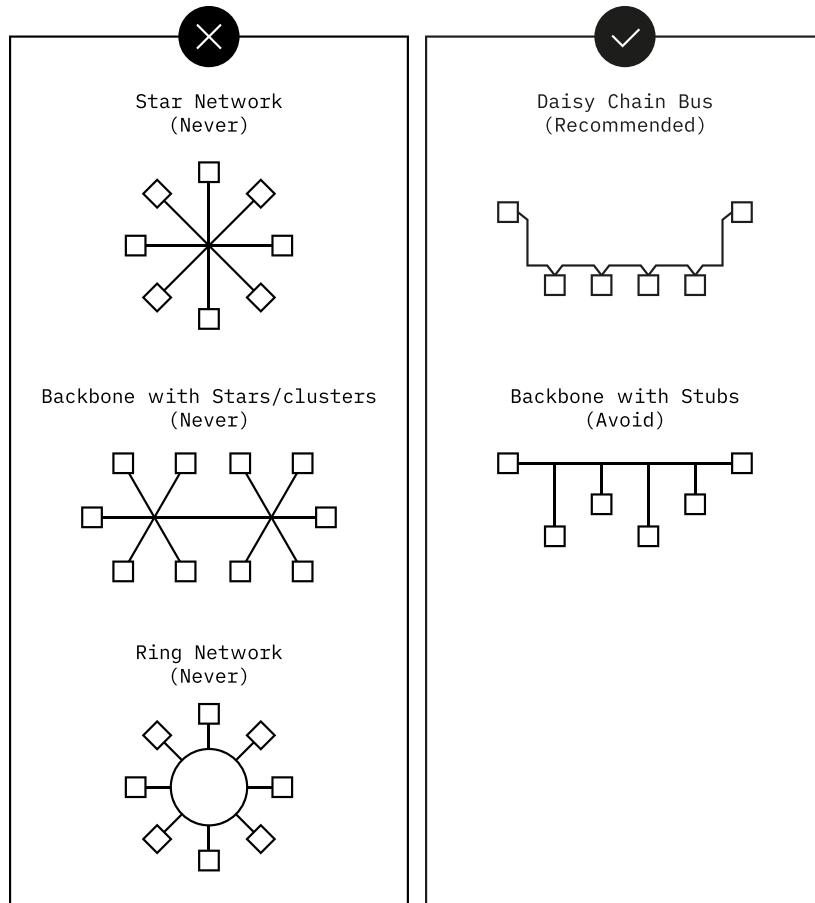 Star Network
(Never)
Backbone with Stars/clusters
(Never)
Ring Network
(Never)
Daisy Chain Bus
(Recommended)
Backbone with Stubs
(Avoid)